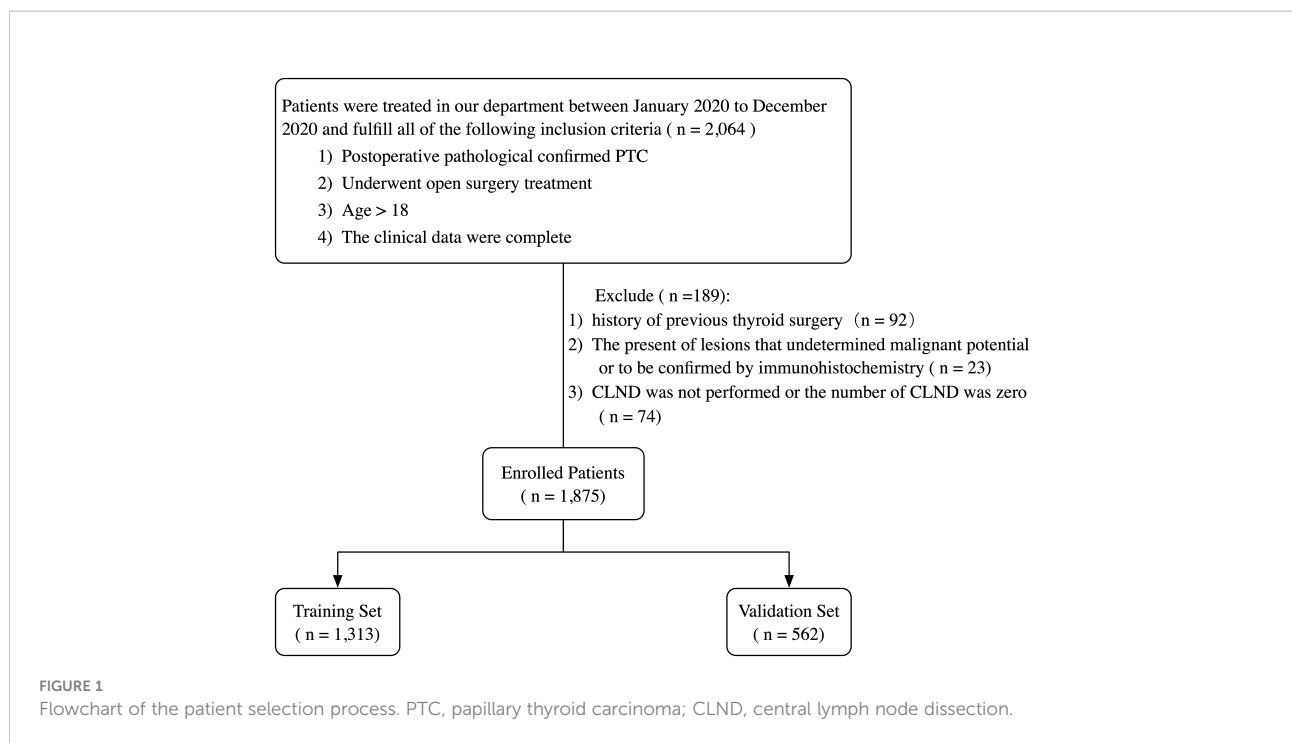 Patients were treated in our department between January 2020 to December
2020 and fulfill all of the following inclusion criteria ( n = 2,064 )
1) Postoperative pathological confirmed PTC
2) Underwent open surgery treatment
3) Age > 18
4) The clinical data were complete
Exclude ( n =189):
1) history of previous thyroid surgery（n = 92）
2) The present of lesions that undetermined malignant potential
or to be confirmed by immunohistochemistry ( n = 23)
3) CLND was not performed or the number of CLND was zero
( n = 74)
Enrolled Patients
( n = 1,875)
Training Set
( n = 1,313)
Validation Set
( n = 562)
FIGURE 1
Flowchart of the patient selection process. PTC, papillary thyroid carcinoma; CLND, central lymph node dissection.